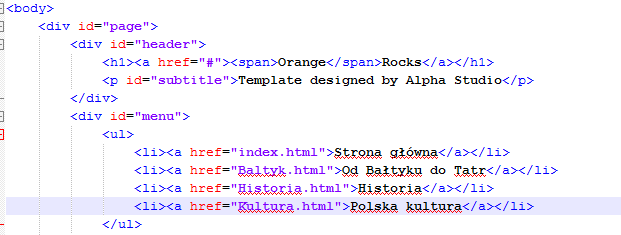 <body>
<div id="page">
<div id="header">
<h1><a href="#"><span>Orange</span>Rocks</a></h1>
<p id="subtitle">Template designed by Alpha Studio</p>
</div>
<div id="menu">
<ul>
<li><a href="index.html">Strona główna</a></li>
<li><a href="Baltyk.html">Od Bałtyku do Tatr</a></li>
<li><a href="Historia.html">Historia</a></li>
<li><a href="Kultura.html">Polska kultura</a></li>
</ul>